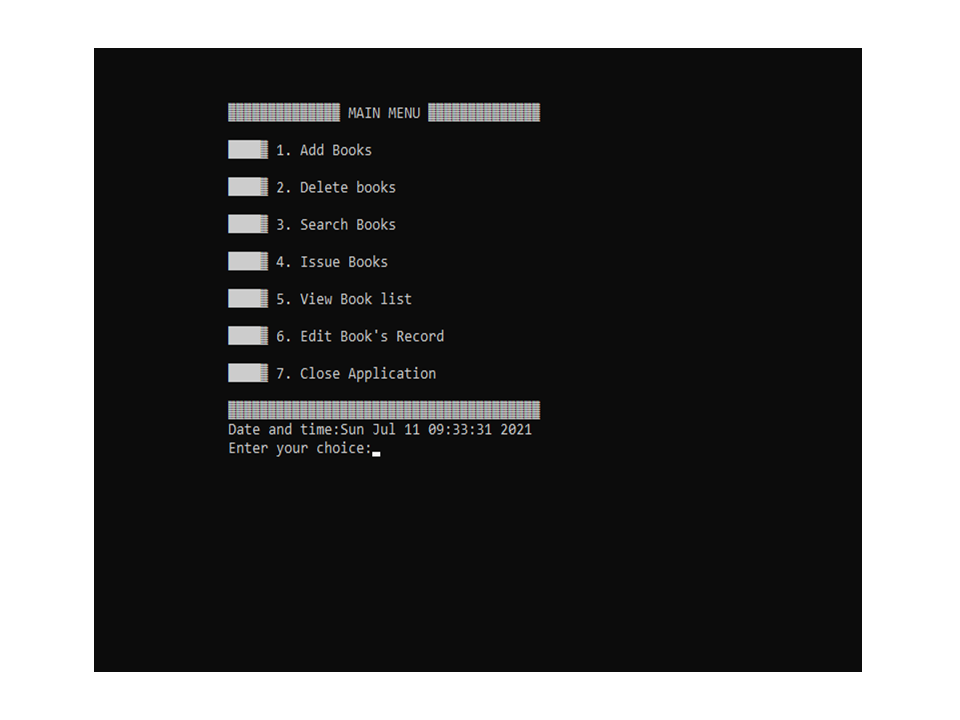 MAIN MENU
1. Add Books
2. Delete books
3. Search Books
4. Issue Books
5. View Book list
6. Edit Book's Record
7. Close Application
Date and time:Sun Jul 11 09:33:31 2021
Enter your choice: